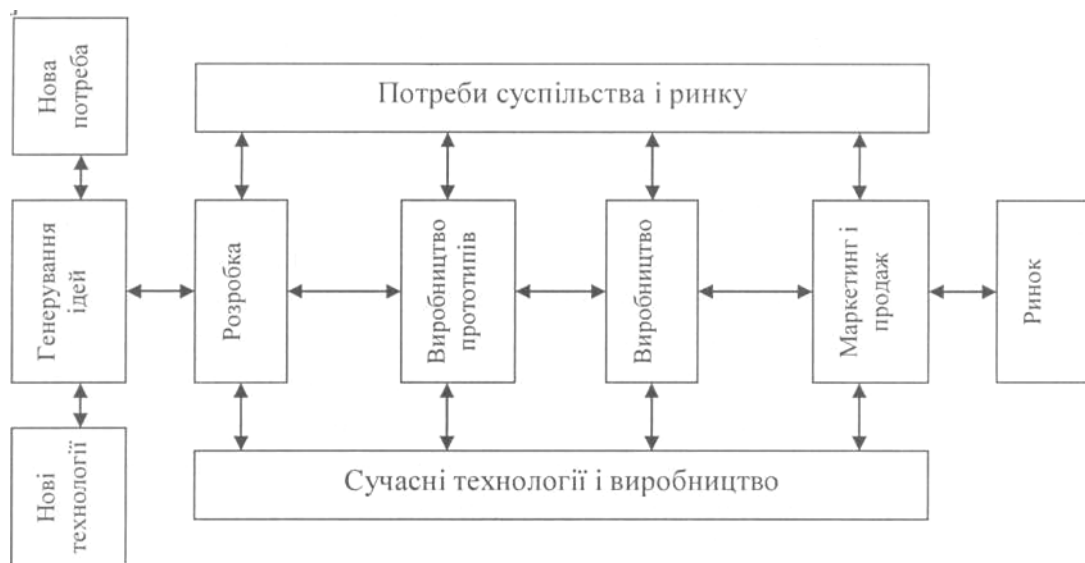 Нова
потреба
Потреби суспільства і ринку
Генерування
ідей
Розробка
Виробництво
прототипів
Виробництво
Маркетинг і
продаж
Ринок
Нові
технології
Сучасні технології і виробництво